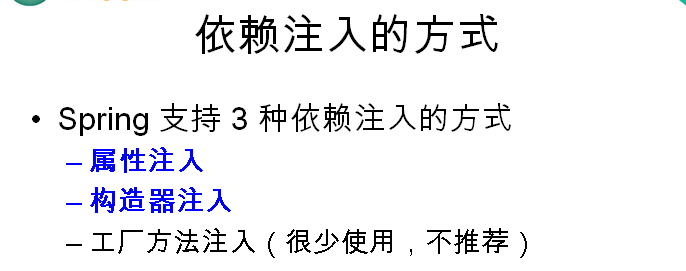 依赖注入的方式
• Spring 支持 3 种依赖注入的方式
– 属性注入
– 构造器注入
– 工厂方法注入（很少使用，不推荐）